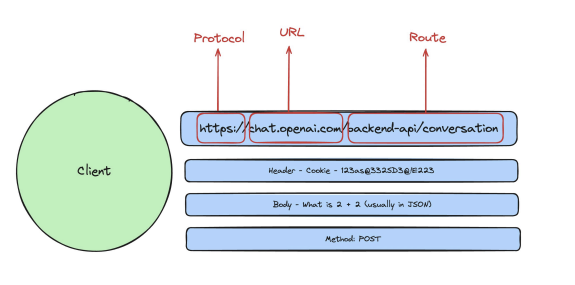 Protocol
URL
Route
https://chat.openai.com/backend-api/conversation
Client
Header - Cookie - 123as@3325D3@/E223
Body - What is 2 + 2 (usually in JSON)
Method: POST